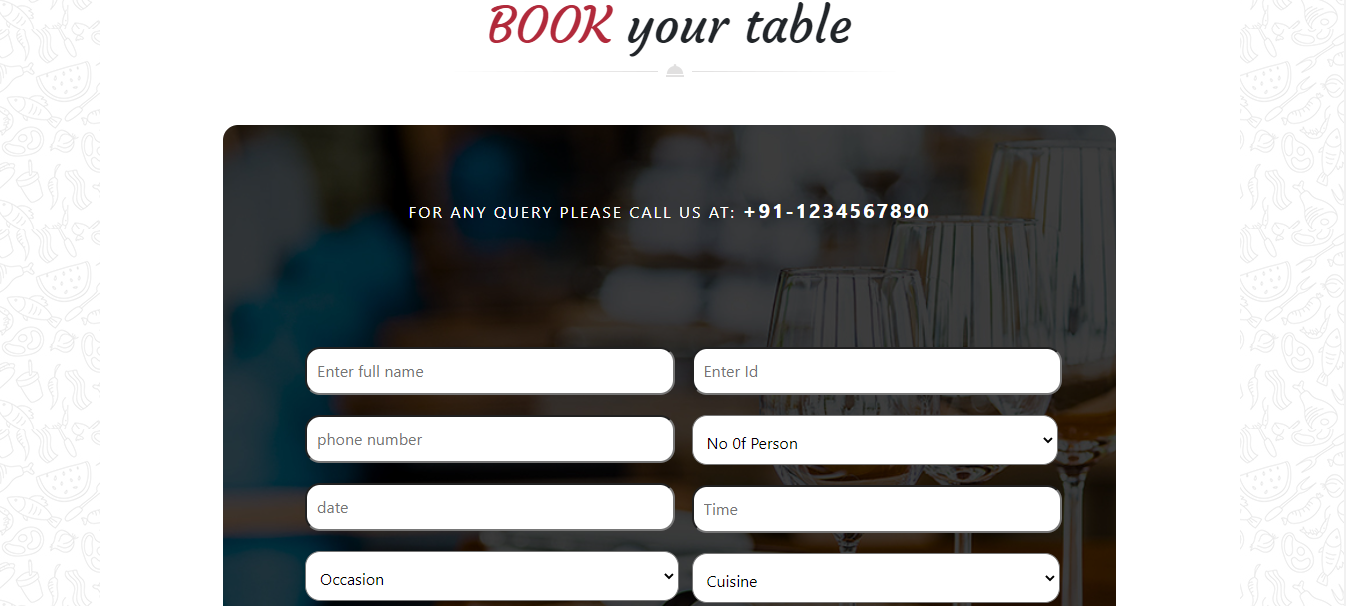 BOOK your table
FOR ANY QUERY PLEASE CALL US AT: +91-1234567890
Enter full name
Enter Id
phone number
No 0f Person
date
Time
Occasion
Cuisine